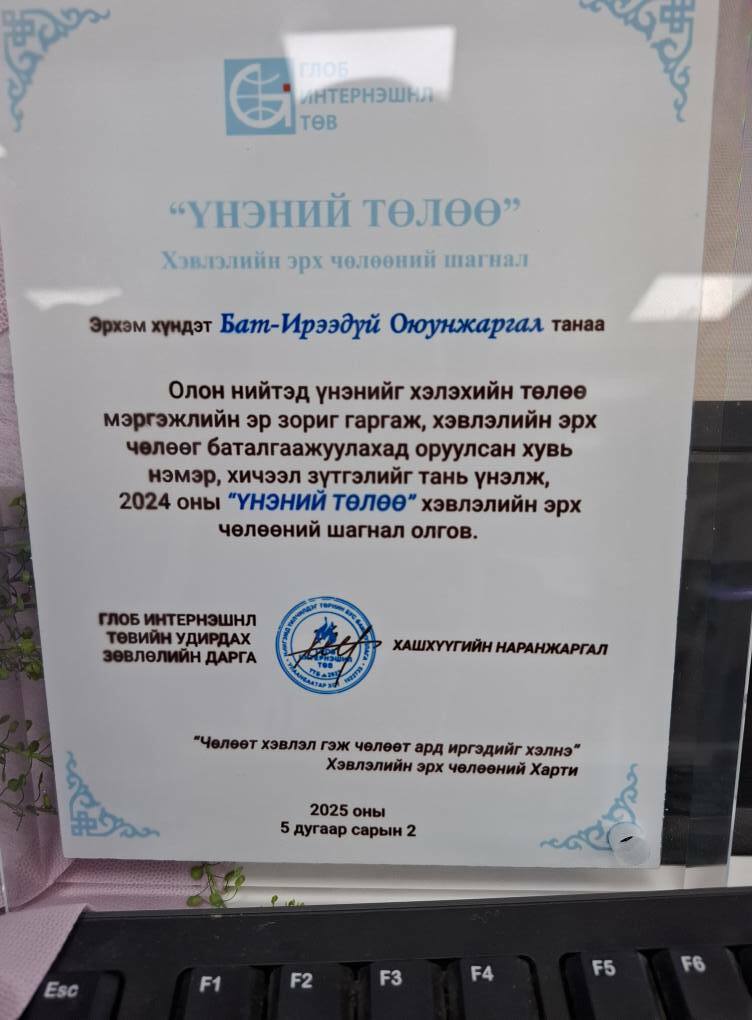 ГЛОБ
ИНТЕРНЭШНЛ
ТӨВ
“ҮНЭНИЙ ТӨЛӨӨ”
Хэвлэлийн эрх чөлөөний шагнал
Эрхэм хүндэт Бат-Ирээдүй Оюунжаргал танаа
Олон нийтэд үнэнийг хэлэхийн төлөө
мэргэжлийн эр зориг гаргаж, хэвлэлийн эрх
чөлөөг баталгаажуулахад оруулсан хувь
нэмэр, хичээл зүтгэлийг тань үнэлж,
2024 оны “ҮНЭНИЙ ТӨЛӨӨ” хэвлэлийн эрх
чөлөөний шагнал олгов.
ГЛОБ ИНТЕРНЭШНЛ
ТӨВИЙН УДИРДАХ
ЗӨВЛӨЛИЙН ДАРГА
ХАШХҮҮГИЙН НАРАНЖАРГАЛ
“Чөлөөт хэвлэл гэж чөлөөт ард иргэдийг хэлнэ”
Хэвлэлийн эрх чөлөөний Харти
2025 оны
5 дугаар сарын 2
Esc F1 F2 F3 F4 F5 F6